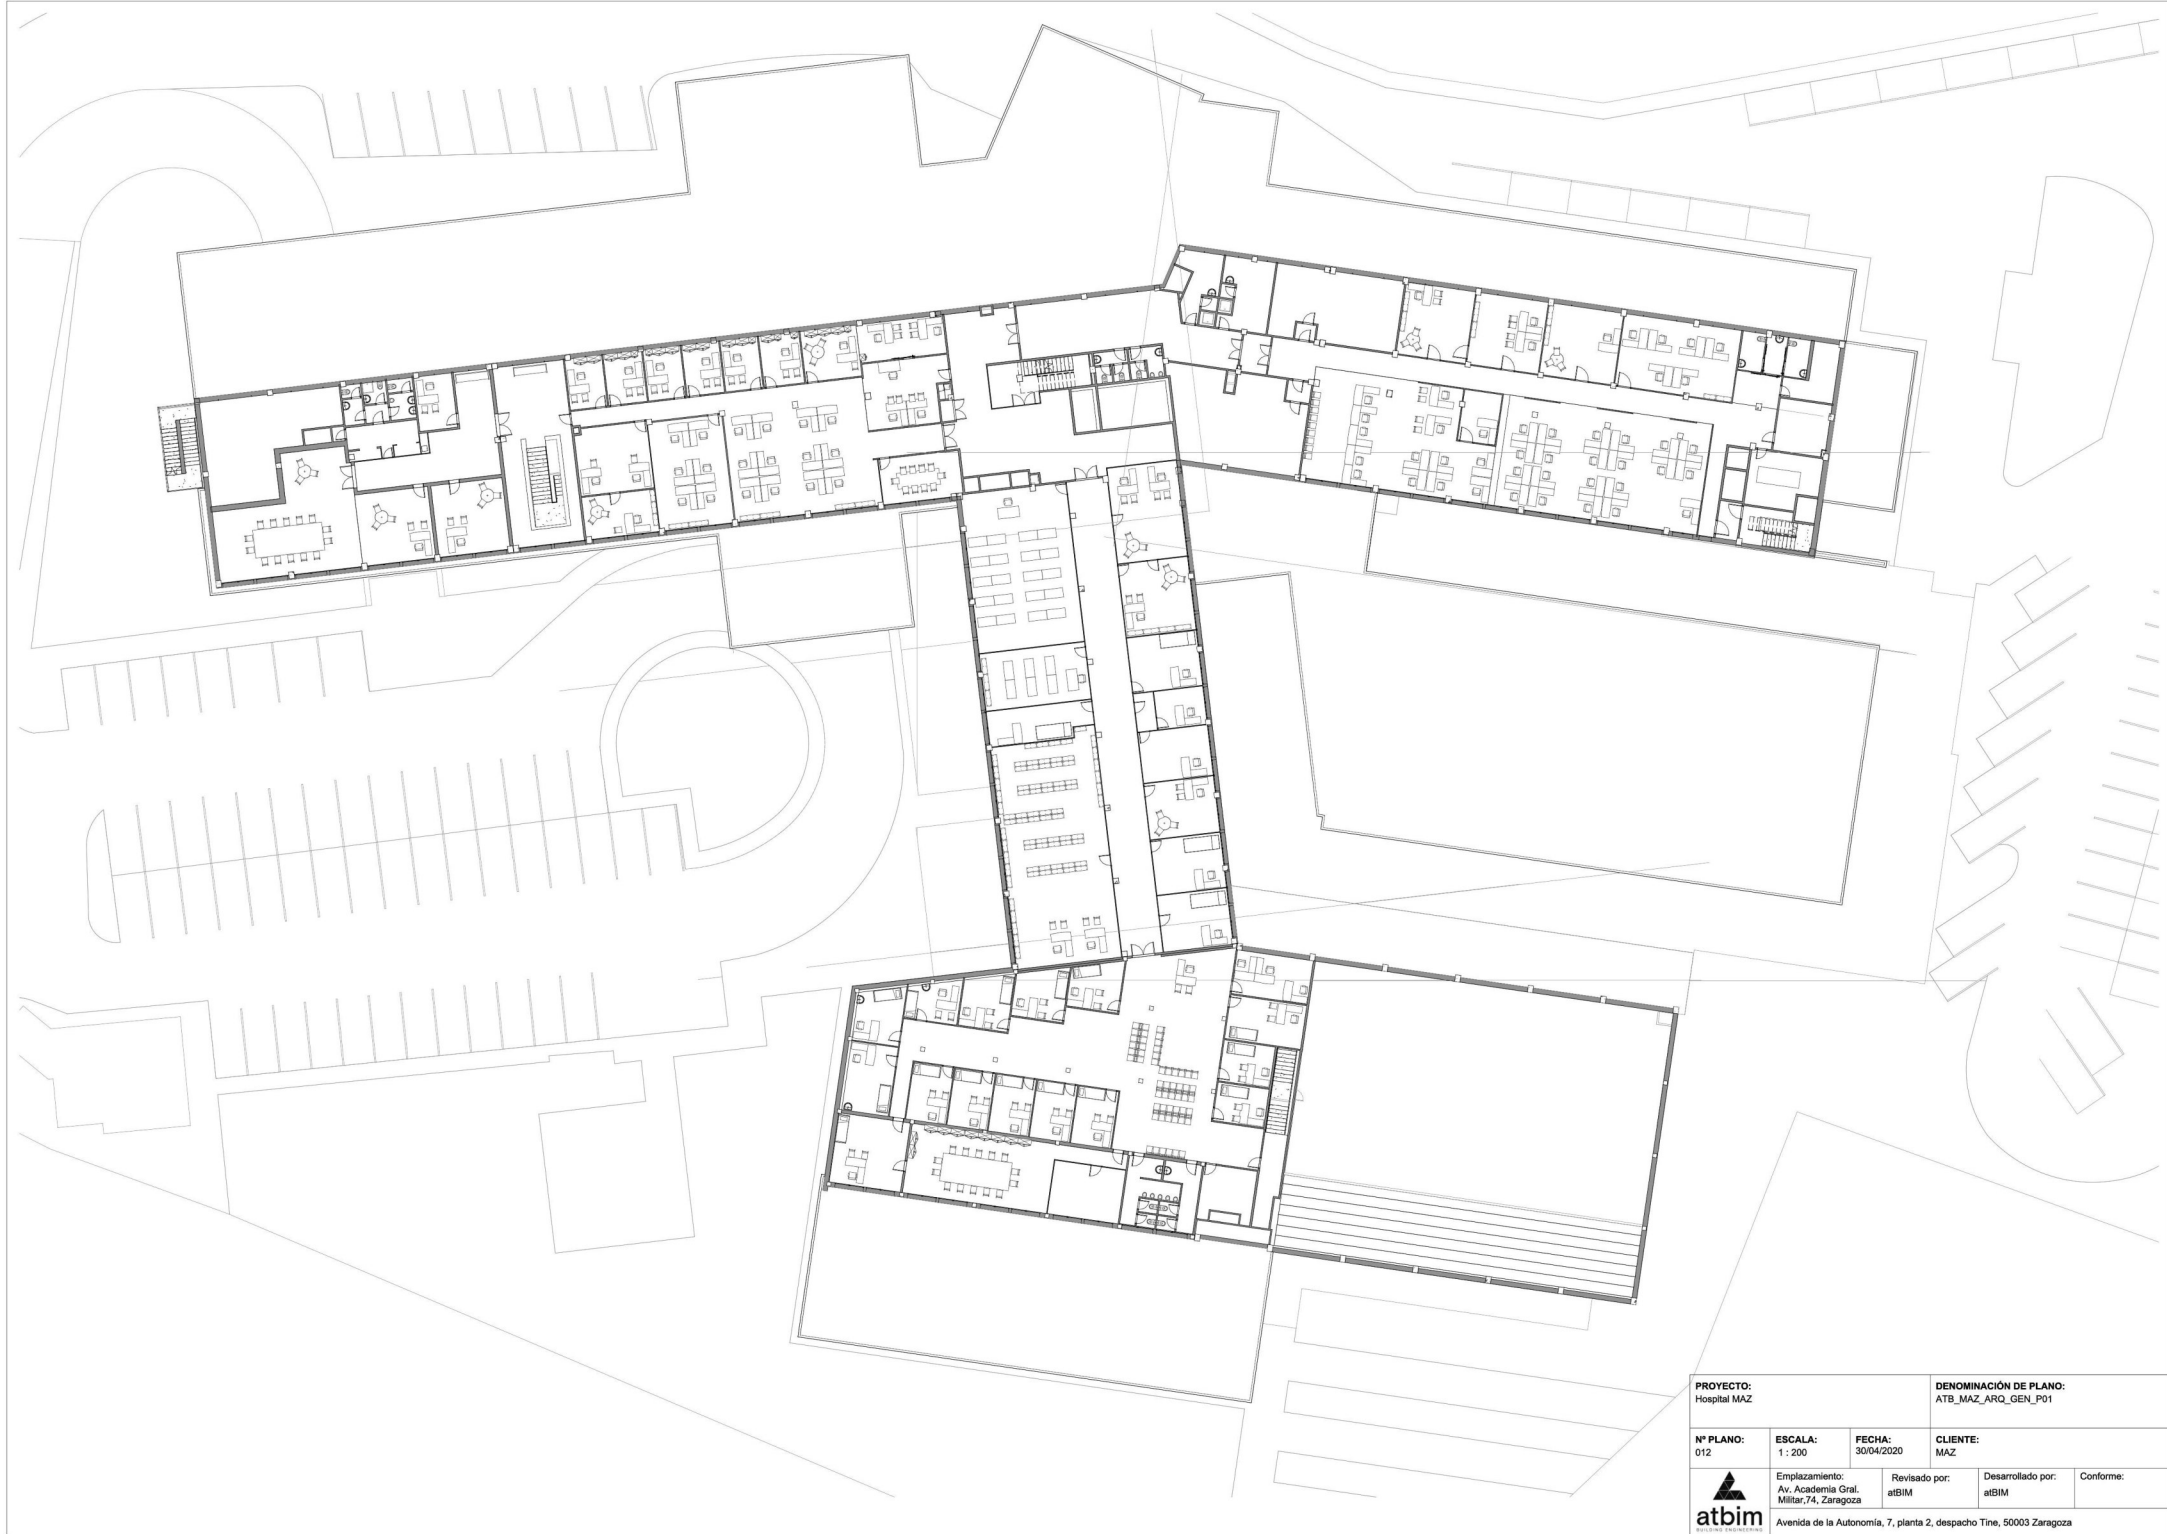 PROYECTO:
Hospital MAZ
DENOMINACIÓN DE PLANO:
ATB_MAZ_ARQ_GEN_P01
Nº PLANO:
012
ESCALA:
1 : 200
FECHA:
30/04/2020
CLIENTE:
MAZ
atbim
BUILDING ENGINEERING
Emplazamiento:
Av. Academia Gral.
Militar,74, Zaragoza
Revisado por:
atBIM
Desarrollado por:
atBIM
Conforme:
Avenida de la Autonomía, 7, planta 2, despacho Tine, 50003 Zaragoza